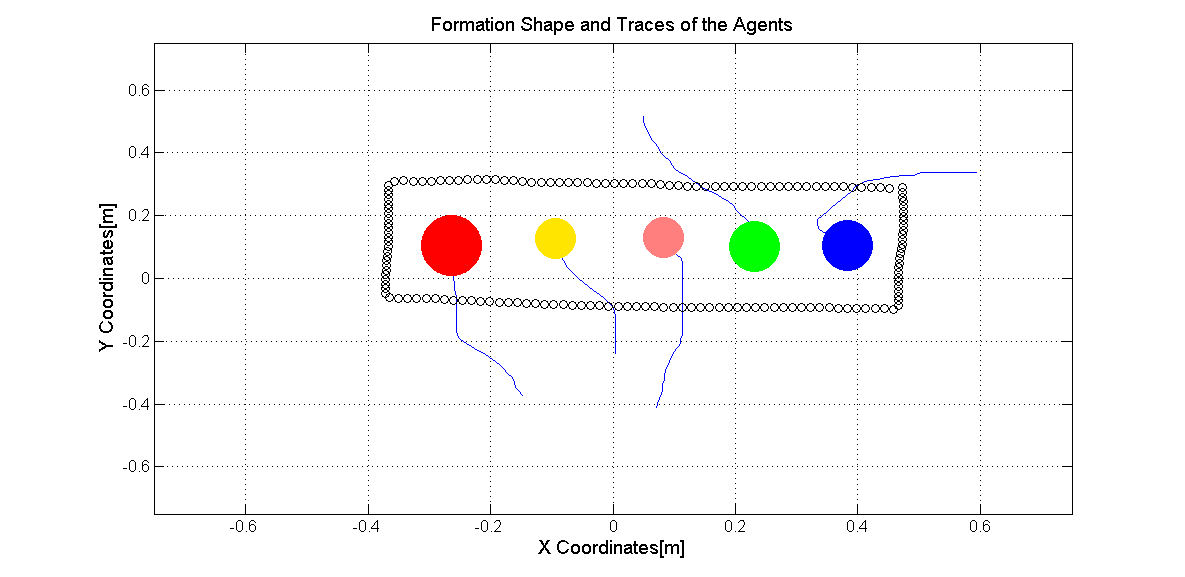 Formation Shape and Traces of the Agents
0.6
0.4
0.2
0
-0.2
-0.4
-0.6
Y Coordinates[m]
-0.6 -0.4 -0.2 0 0.2 0.4 0.6
X Coordinates[m]